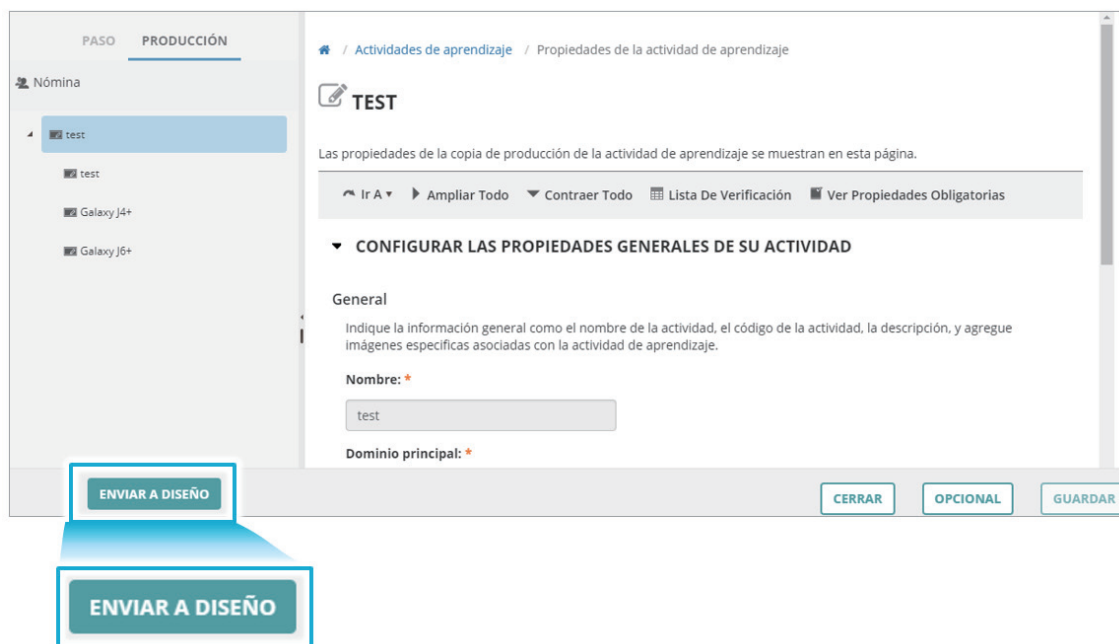 PASO PRODUCCIÓN
Nómina
test
test
Galaxy J4+
Galaxy J6+
/ Actividades de aprendizaje / Propiedades de la actividad de aprendizaje
TEST
Las propiedades de la copia de producción de la actividad de aprendizaje se muestran en esta página.
Ir A Ampliar Todo Contraer Todo Lista De Verificación Ver Propiedades Obligatorias
CONFIGURAR LAS PROPIEDADES GENERALES DE SU ACTIVIDAD
General
Indique la información general como el nombre de la actividad, el código de la actividad, la descripción, y agregue
imágenes especificas asociadas con la actividad de aprendizaje.
Nombre: *
test
Dominio principal: *
ENVIAR A DISEÑO
CERRAR OPCIONAL GUARDAR
ENVIAR A DISEÑO